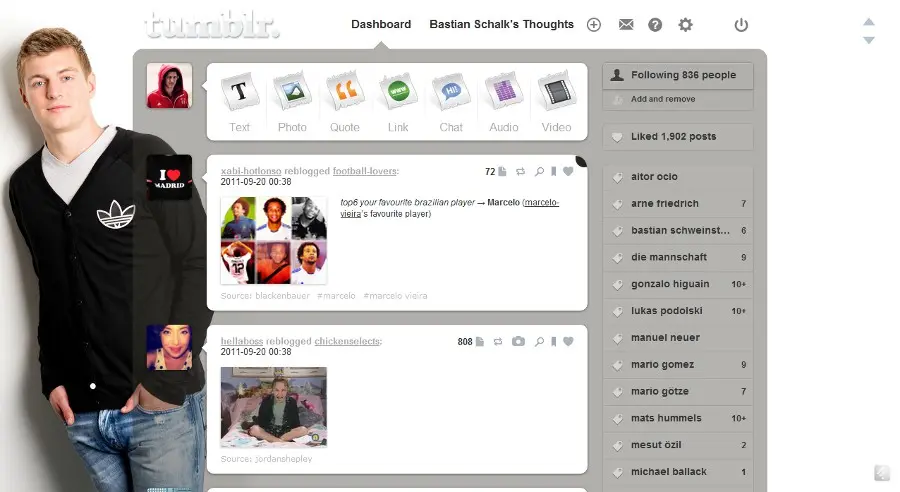 tumblr.
Dashboard
Bastian Schalk's Thoughts
T
www
Hi!
Text
Photo
Quote
Link
Chat
Audio
Video
Following 836 people
Add and remove
Liked 1,902 posts
I ♥
MADRID
xabi-hotlonso reblogged football-lovers:
2011-09-20 00:38
72
top6 your favourite brazilian player → Marcelo (marcelo-
vieira's favourite player)
12
Source: blackenbauer #marcelo #marcelo vieira
hellaboss reblogged chickenselects:
2011-09-20 00:38
808
Source: jordanshepley
aitor ocio
arne friedrich 7
bastian schweinst... 6
die mannschaft 9
gonzalo higuain 10+
lukas podolski 10+
manuel neuer
mario gomez 9
mario götze 7
mats hummels 10+
mesut özil 2
michael ballack 1